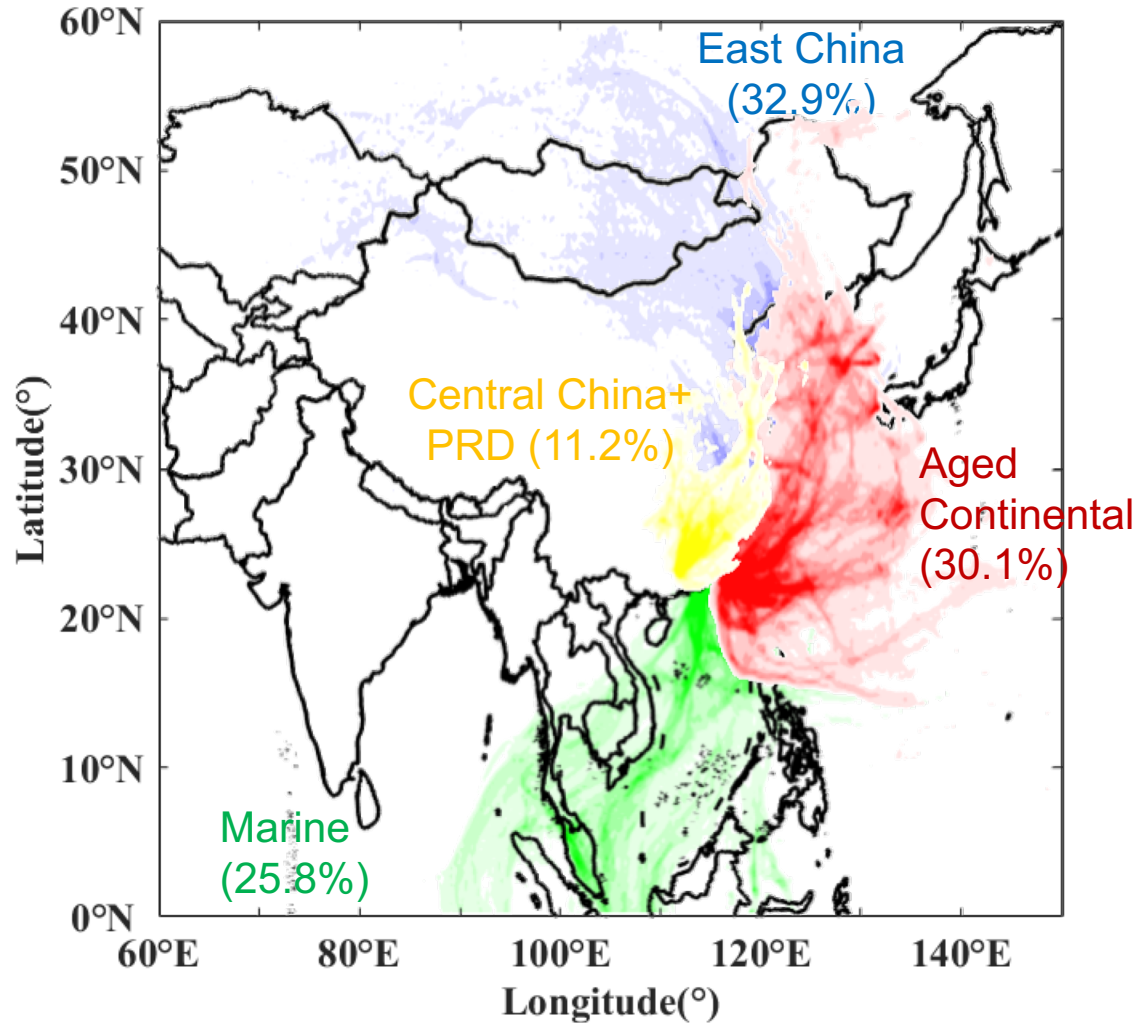 60°N
East China
(32.9%)
50°N
40°N
Central China+
PRD (11.2%)
Latitude(°)
30°N
Aged
Continental
(30.1%)
20°N
10°N
Marine
(25.8%)
0°N
60°E
80°E
100°E
120°E
140°E
Longitude(°)